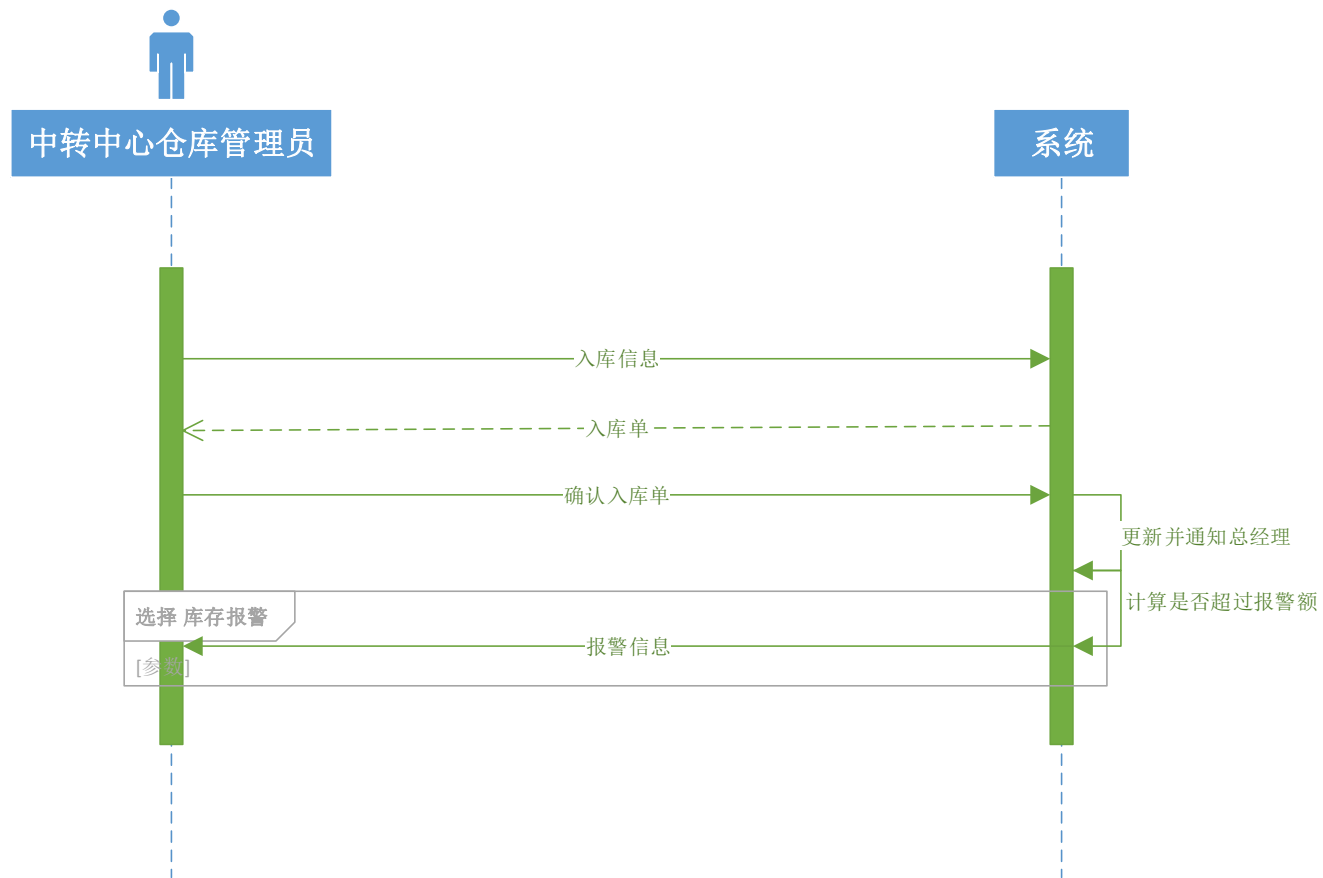 中转中心仓库管理员
系统
入库信息
入库单
确认入库单
更新并通知总经理
计算是否超过报警额
选择 库存报警
报警信息
[参数]